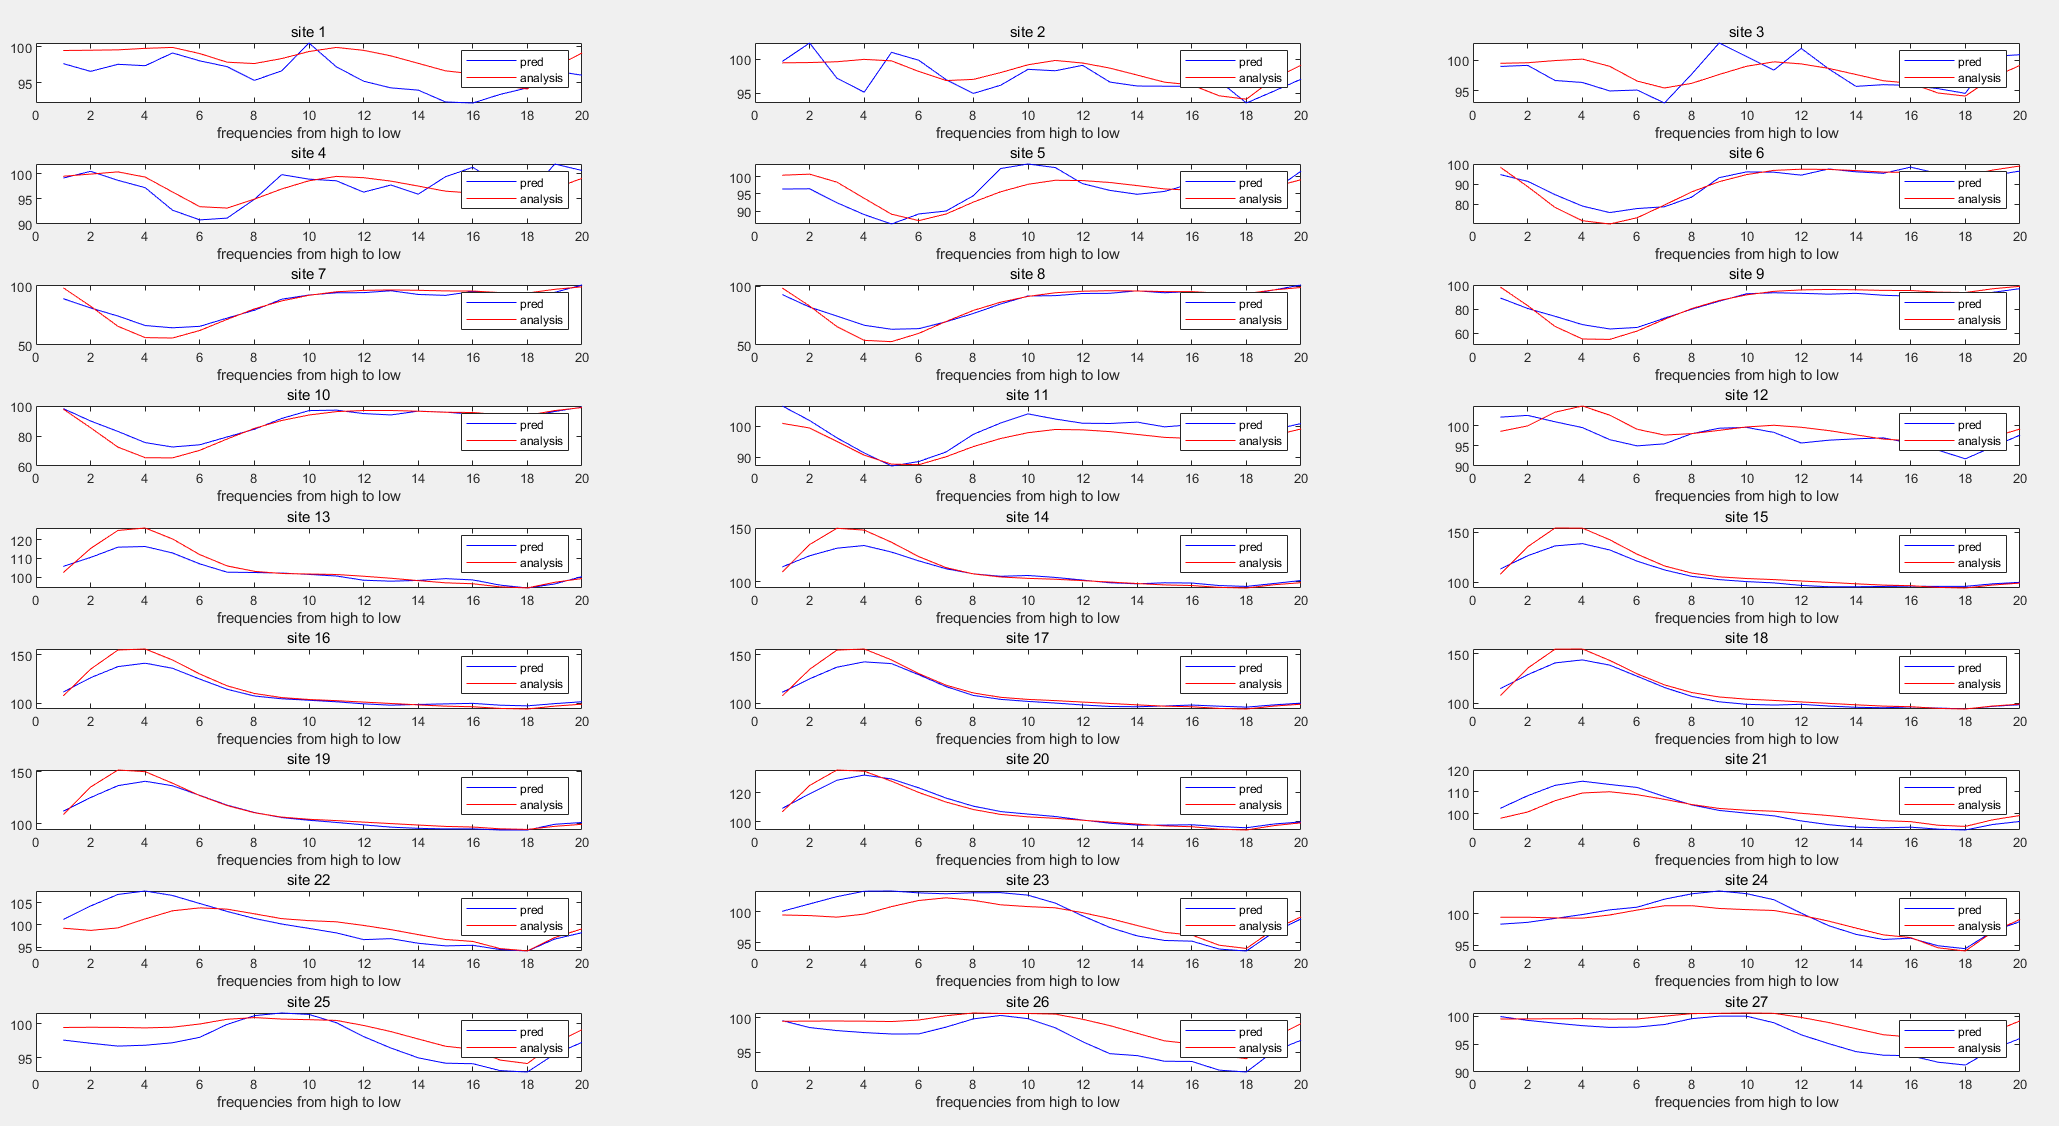 site 1
100
95
pred
analysis
0 2 4 6 8 10 12 14 16 18 20
frequencies from high to low
site 2
100
95
pred
analysis
0 2 4 6 8 10 12 14 16 18 20
frequencies from high to low
site 3
100
95
pred
analysis
0 2 4 6 8 10 12 14 16 18 20
frequencies from high to low
site 4
100
95
90
pred
analysis
0 2 4 6 8 10 12 14 16 18 20
frequencies from high to low
site 5
100
95
90
pred
analysis
0 2 4 6 8 10 12 14 16 18 20
frequencies from high to low
site 6
100
90
80
pred
analysis
0 2 4 6 8 10 12 14 16 18 20
frequencies from high to low
site 7
100
50
pred
analysis
0 2 4 6 8 10 12 14 16 18 20
frequencies from high to low
site 8
100
50
pred
analysis
0 2 4 6 8 10 12 14 16 18 20
frequencies from high to low
site 9
100
80
60
pred
analysis
0 2 4 6 8 10 12 14 16 18 20
frequencies from high to low
site 10
100
80
60
pred
analysis
0 2 4 6 8 10 12 14 16 18 20
frequencies from high to low
site 11
100
90
pred
analysis
0 2 4 6 8 10 12 14 16 18 20
frequencies from high to low
site 12
100
95
90
pred
analysis
0 2 4 6 8 10 12 14 16 18 20
frequencies from high to low
site 13
120
110
100
pred
analysis
0 2 4 6 8 10 12 14 16 18 20
frequencies from high to low
site 14
150
100
pred
analysis
0 2 4 6 8 10 12 14 16 18 20
frequencies from high to low
site 15
150
100
pred
analysis
0 2 4 6 8 10 12 14 16 18 20
frequencies from high to low
site 16
150
100
pred
analysis
0 2 4 6 8 10 12 14 16 18 20
frequencies from high to low
site 17
150
100
pred
analysis
0 2 4 6 8 10 12 14 16 18 20
frequencies from high to low
site 18
150
100
pred
analysis
0 2 4 6 8 10 12 14 16 18 20
frequencies from high to low
site 19
150
100
pred
analysis
0 2 4 6 8 10 12 14 16 18 20
frequencies from high to low
site 20
120
100
pred
analysis
0 2 4 6 8 10 12 14 16 18 20
frequencies from high to low
site 21
120
110
100
pred
analysis
0 2 4 6 8 10 12 14 16 18 20
frequencies from high to low
site 22
105
100
95
pred
analysis
0 2 4 6 8 10 12 14 16 18 20
frequencies from high to low
site 23
100
95
pred
analysis
0 2 4 6 8 10 12 14 16 18 20
frequencies from high to low
site 24
100
95
pred
analysis
0 2 4 6 8 10 12 14 16 18 20
frequencies from high to low
site 25
100
95
pred
analysis
0 2 4 6 8 10 12 14 16 18 20
frequencies from high to low
site 26
100
95
pred
analysis
0 2 4 6 8 10 12 14 16 18 20
frequencies from high to low
site 27
100
95
90
pred
analysis
0 2 4 6 8 10 12 14 16 18 20
frequencies from high to low